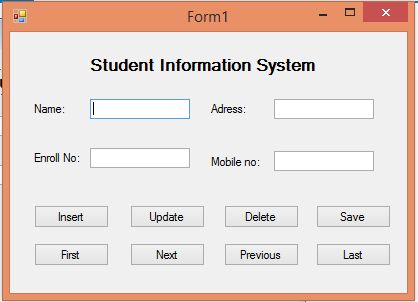 Form1
Student Information System
Name: Adress:
Enroll No: Mobile no:
Insert Update Delete Save
First Next Previous Last